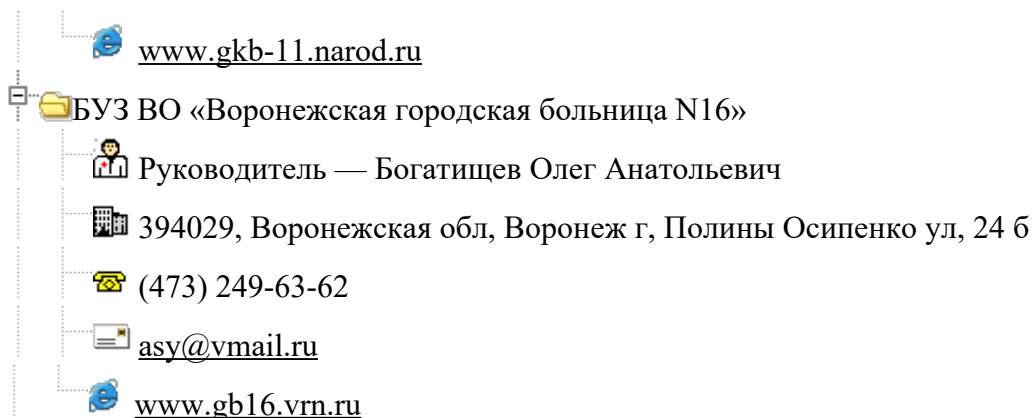 www.gkb-11.narod.ru
БУЗ ВО «Воронежская городская больница N16»
Руководитель — Богатищев Олег Анатольевич
394029, Воронежская обл, Воронеж г, Полины Осипенко ул, 24 б
(473) 249-63-62
asy@vmail.ru
www.gb16.vrn.ru